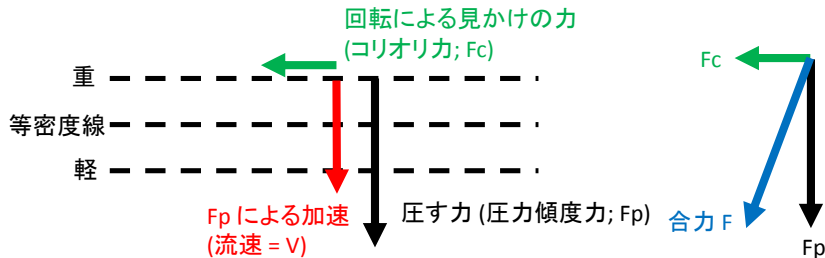 回転による見かけの力
(コリオリ力; Fc)
重
等密度線
軽
Fp による加速
(流速 = V)
圧す力 (圧力傾度力; Fp)
Fc
合力 F
Fp